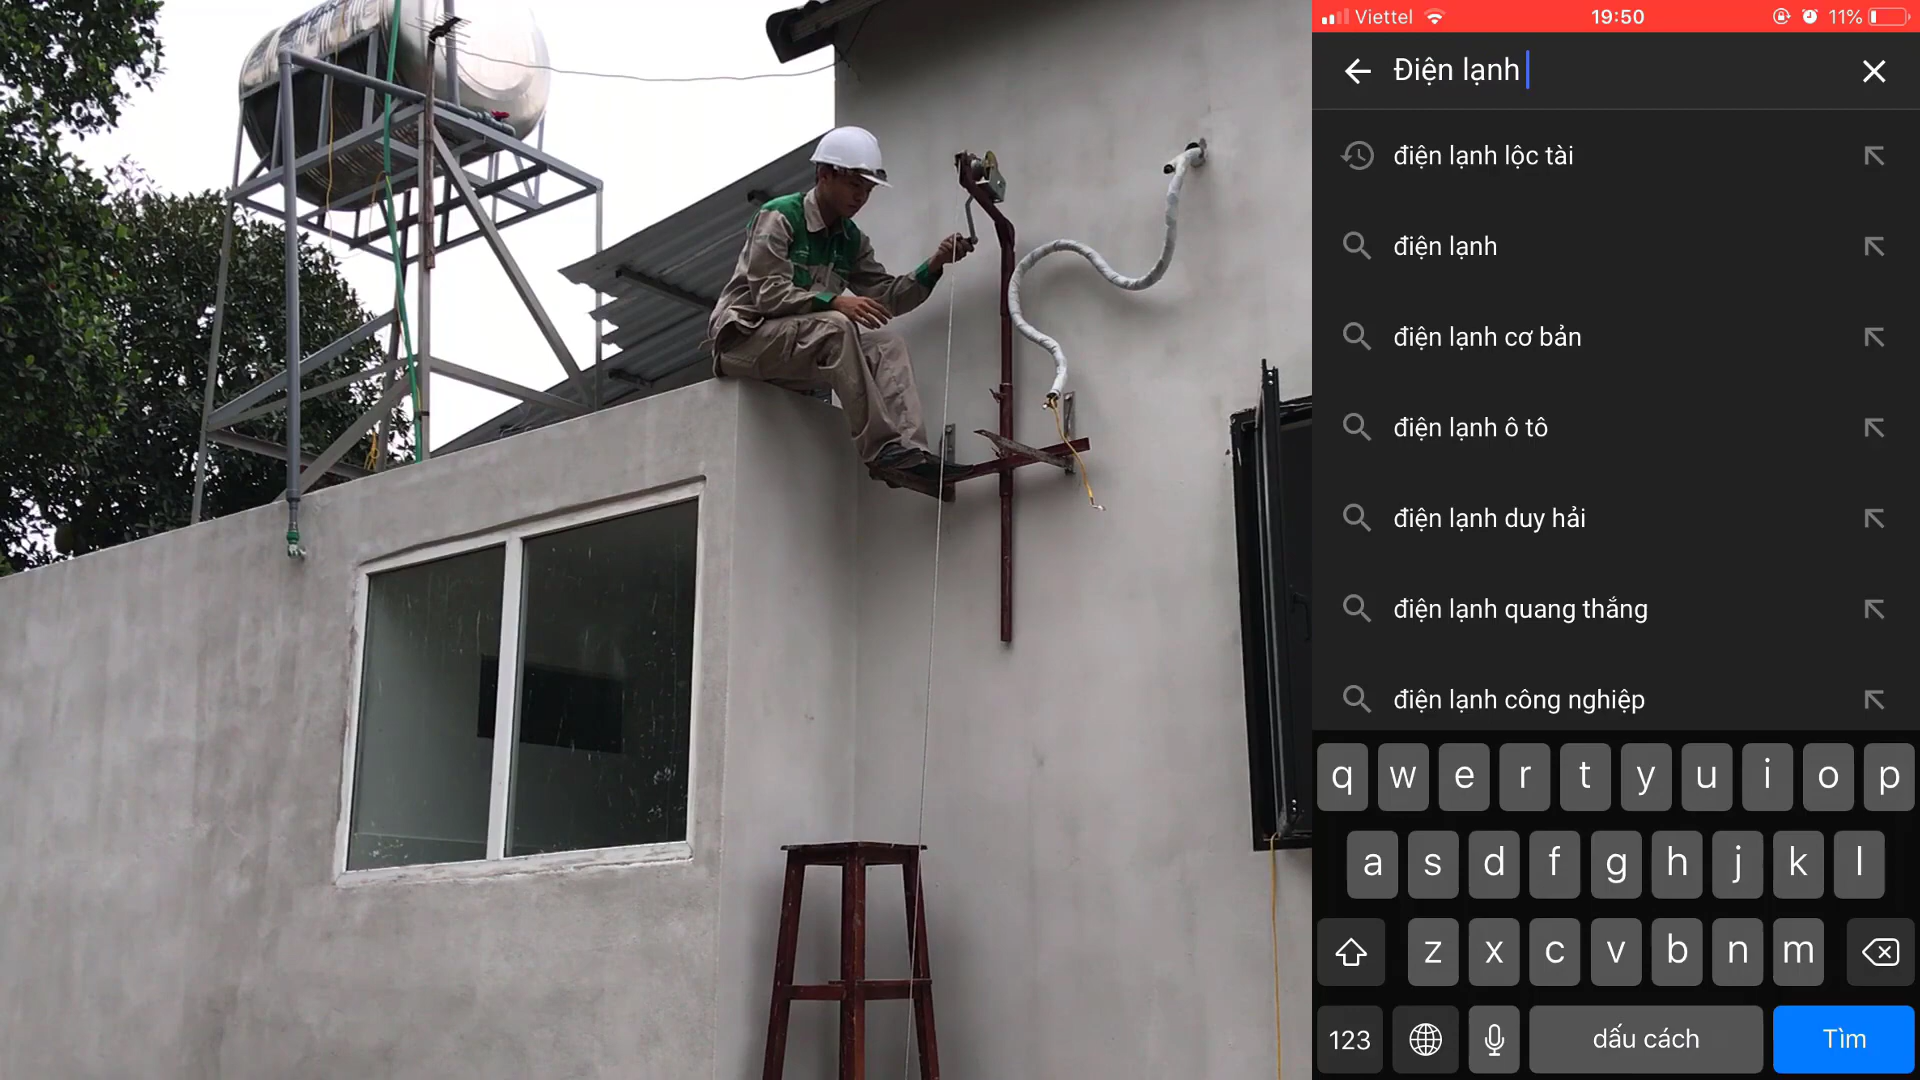 Viettel 19:50 11%
Điện lạnh
điện lạnh lộc tài
điện lạnh
điện lạnh cơ bản
điện lạnh ô tô
điện lạnh duy hải
điện lạnh quang thắng
điện lạnh công nghiệp
q w e r t y u i o p
a s d f g h j k l
z x c v b n m
123 dấu cách Tìm